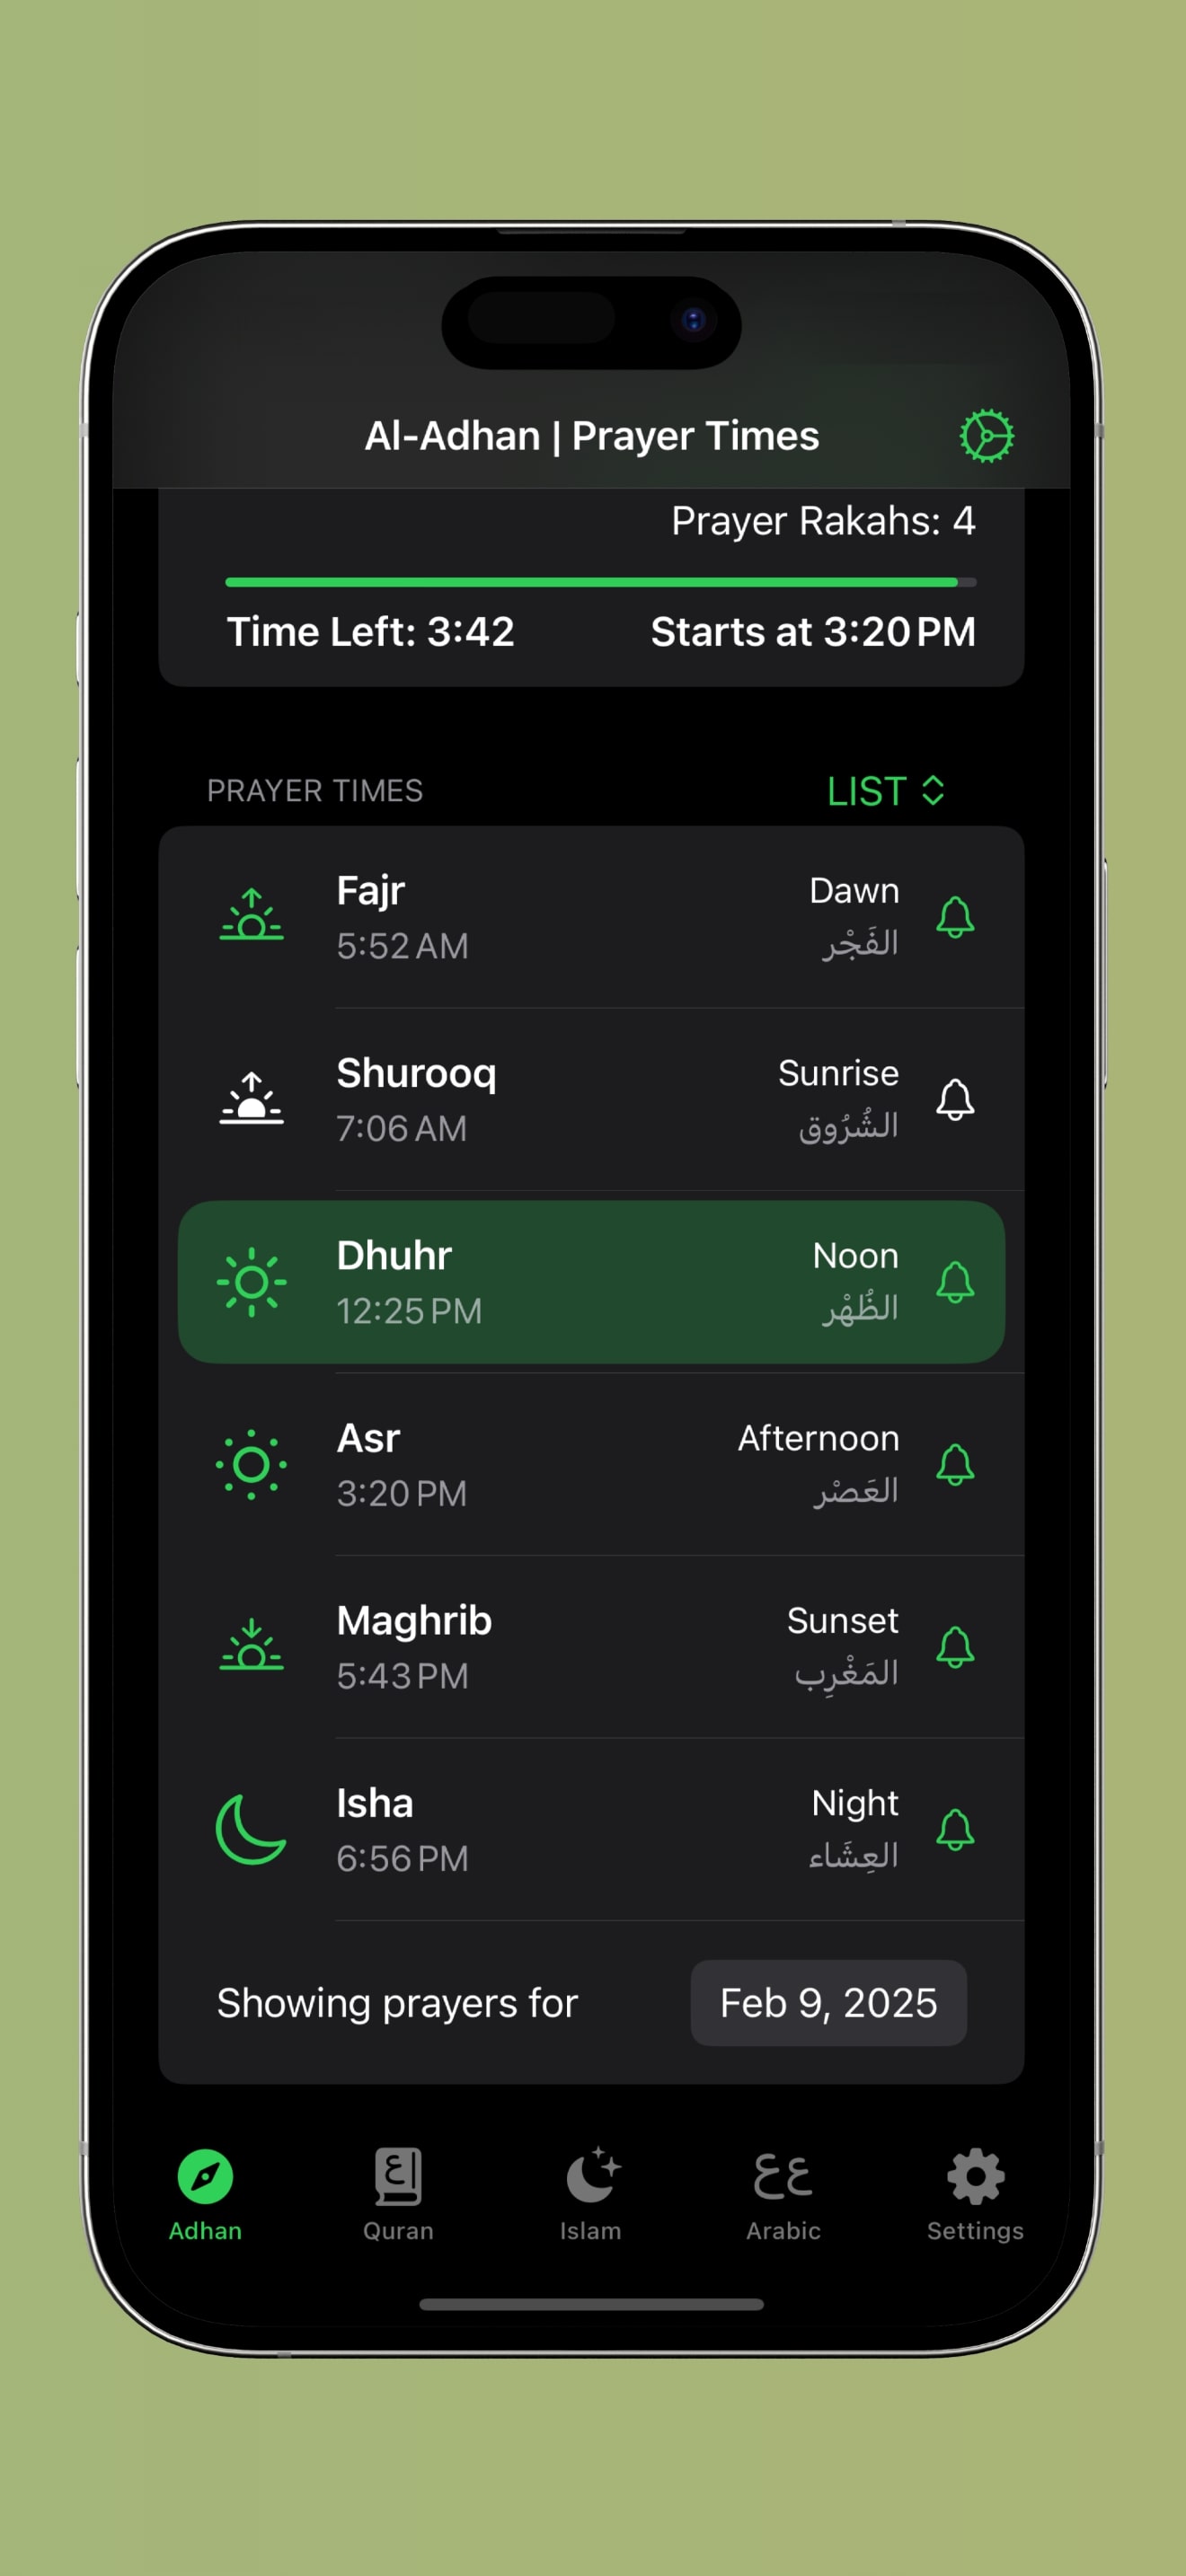 Al-Adhan | Prayer Times
Prayer Rakahs: 4
Time Left: 3:42 Starts at 3:20 PM
PRAYER TIMES LIST
Fajr Dawn
5:52 AM الفَجْر
Shurooq Sunrise
7:06 AM الشُرُوق
Dhuhr Noon
12:25 PM الظُهْر
Asr Afternoon
3:20 PM العَصْر
Maghrib Sunset
5:43 PM المَغْرِب
Isha Night
6:56 PM العِشَاء
Showing prayers for Feb 9, 2025
ع عع
Adhan Quran Islam Arabic Settings